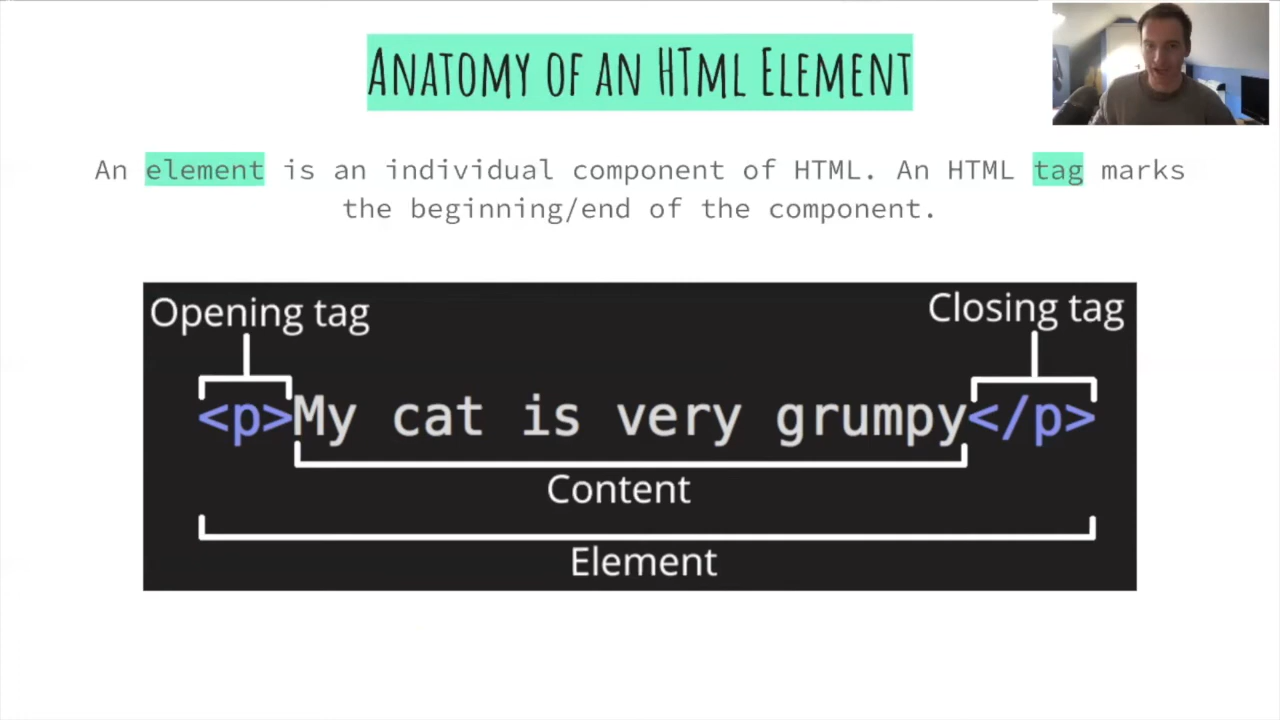 ANATOMY OF AN HTML ELEMENT
An element is an individual component of HTML. An HTML tag marks
the beginning/end of the component.
Opening tag
Closing tag
<p>My cat is very grumpy</p>
Content
Element